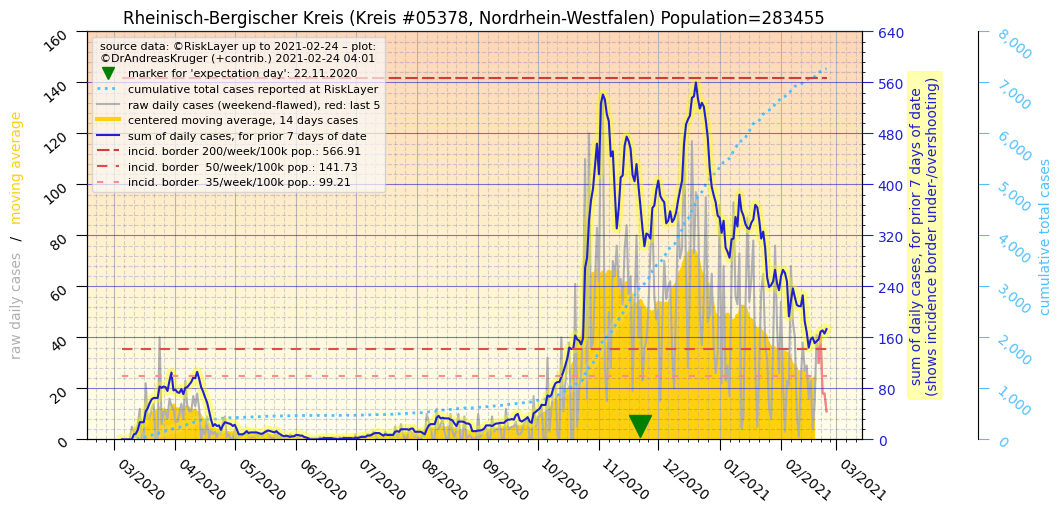 Rheinisch-Bergischer Kreis (Kreis #05378, Nordrhein-Westfalen) Population=283455
source data: ©RiskLayer up to 2021-02-24 – plot:
©DrAndreasKruger (+contrib.) 2021-02-24 04:01
marker for 'expectation day': 22.11.2020
cumulative total cases reported at RiskLayer
raw daily cases (weekend-flawed), red: last 5
centered moving average, 14 days cases
sum of daily cases, for prior 7 days of date
incid. border 200/week/100k pop.: 566.91
incid. border 50/week/100k pop.: 141.73
incid. border 35/week/100k pop.: 99.21
raw daily cases / moving average
160
140
120
100
80
60
40
20
0
640
560
480
400
320
240
160
80
0
sum of daily cases, for prior 7 days of date
(shows incidence border under-/overshooting)
8,000
7,000
6,000
5,000
4,000
3,000
2,000
1,000
0
cumulative total cases
03/2020
04/2020
05/2020
06/2020
07/2020
08/2020
09/2020
10/2020
11/2020
12/2020
01/2021
02/2021
03/2021